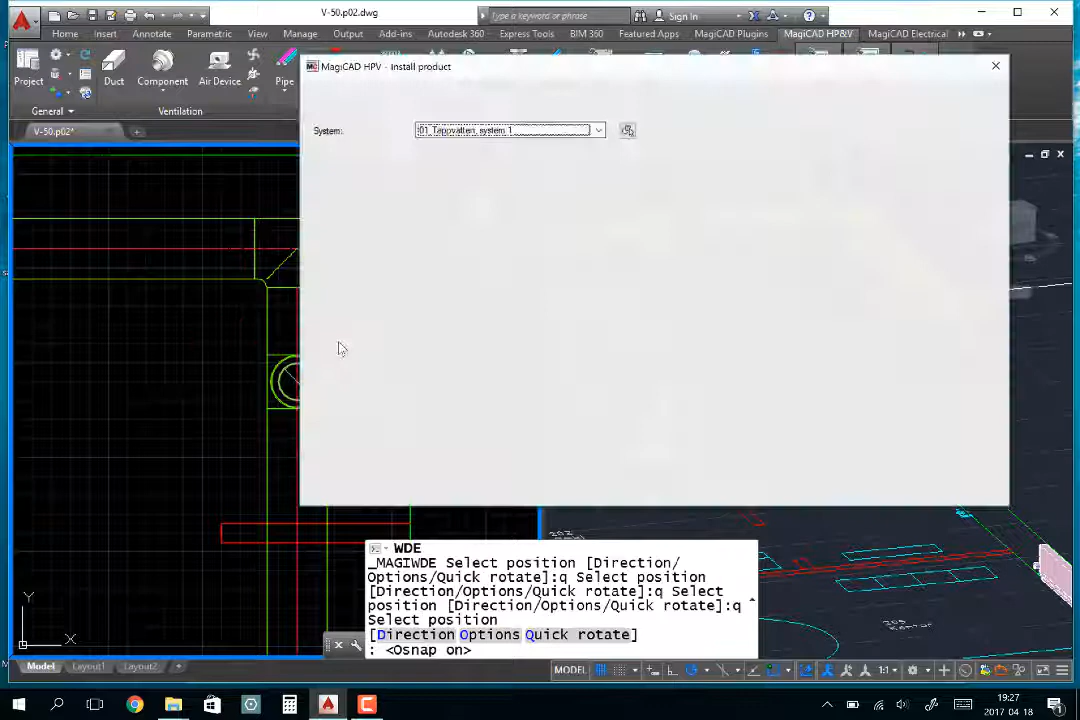 V-50.p02.dwg
Type a keyword or phrase
Sign In
Home Insert Annotate Parametric View Manage Output Add-ins Autodesk 360 Express Tools BIM 360 Featured Apps MagiCAD Plugins MagiCAD HP&V MagiCAD Electrical
Project Duct Component Air Device Pipe
General Ventilation
V-50.p02*
MagiCAD HPV - Install product
System:
01 Tappvatten, system 1
WDE
_MAGIWDE Select position [Direction/
Options/Quick rotate]:q Select position
[Direction/Options/Quick rotate]:q Select
position [Direction/Options/Quick rotate]:q
Select position
[Direction Options Quick rotate]
: <Osnap on>
Y
X
Model Layout1 Layout2 +
MODEL
1:1
19:27
2017 04 18